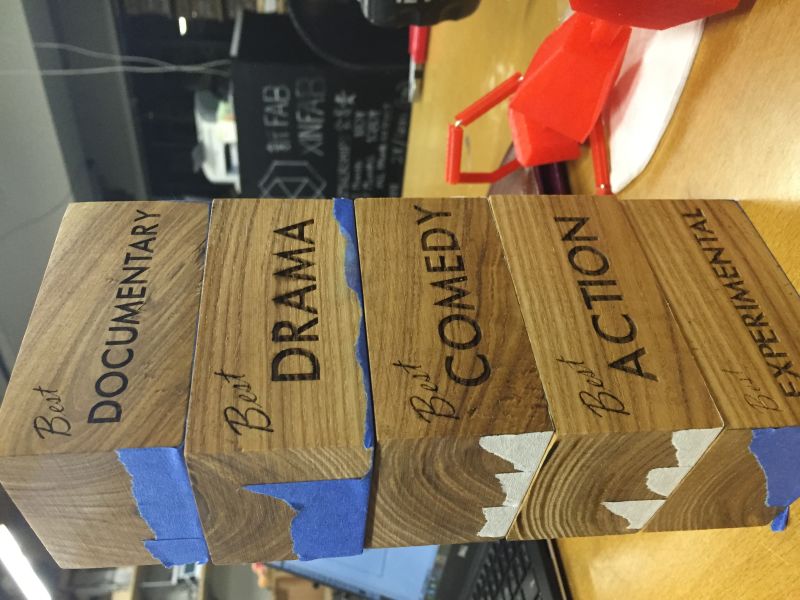 Best
DOCUMENTARY
Best
DRAMA
Best
COMEDY
Best
ACTION
Best
EXPERIMENTAL
FAB
XINFAB